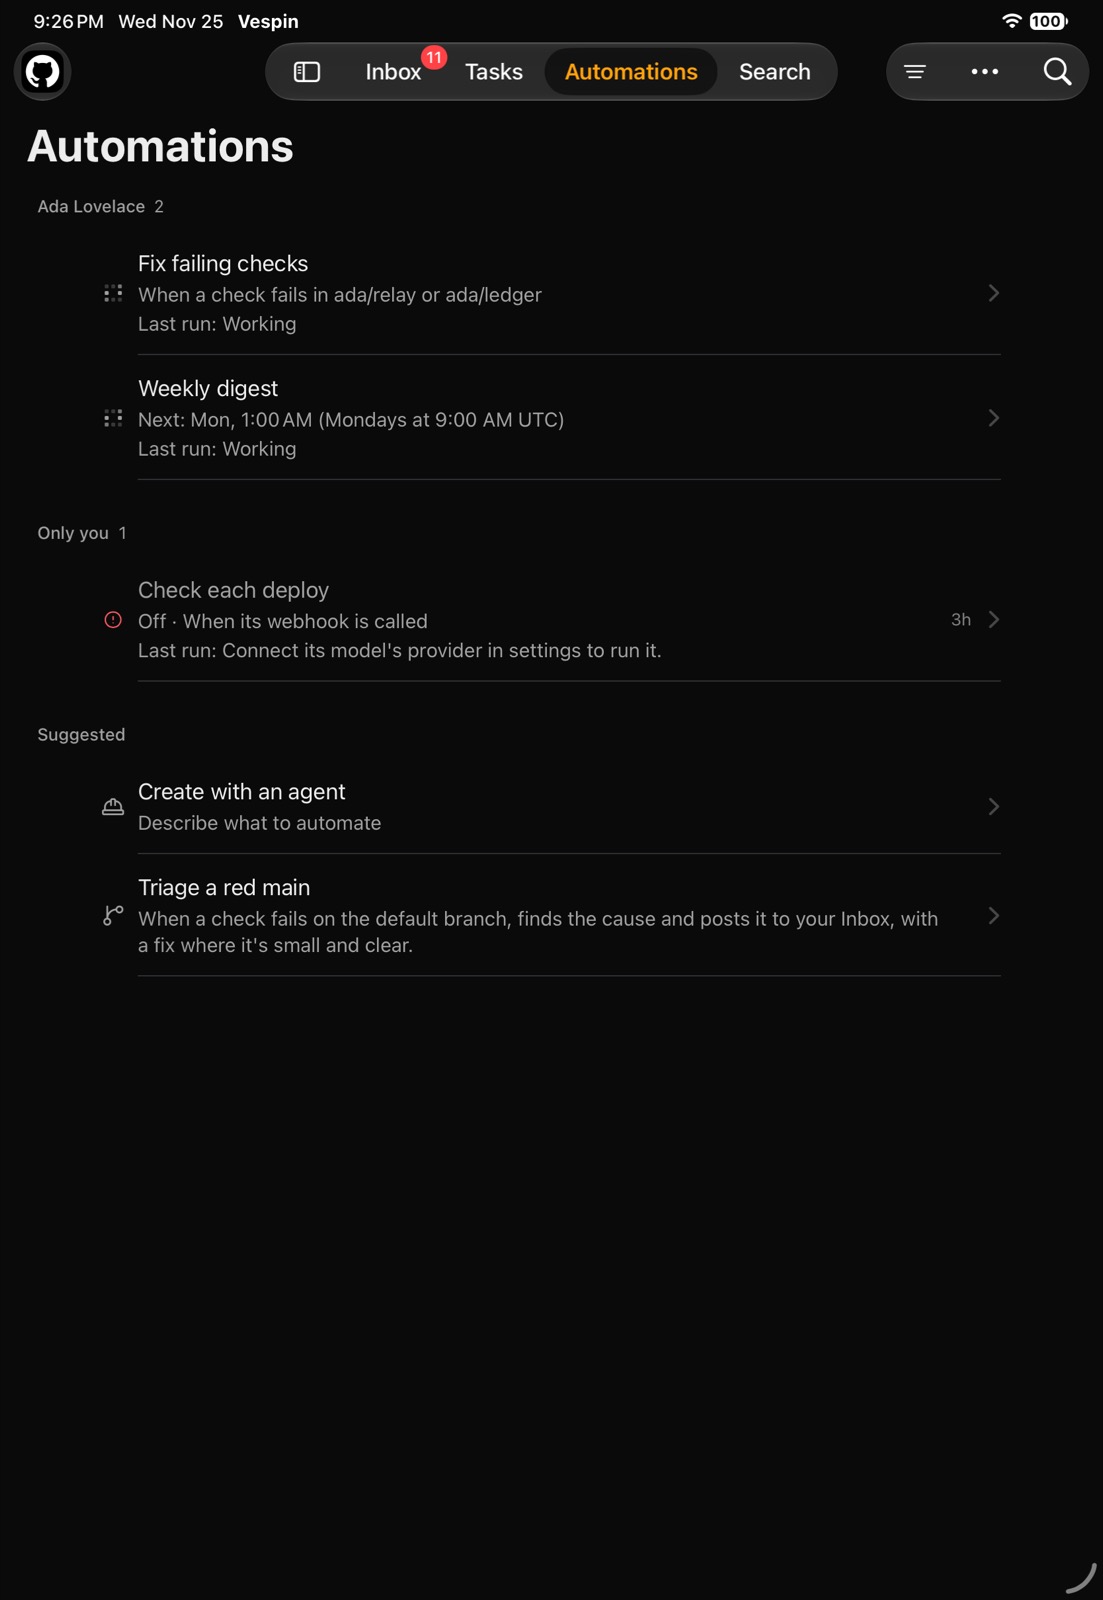 9:26 PM Wed Nov 25 Vespin
100
Inbox 11 Tasks Automations Search
Automations
Ada Lovelace 2
Fix failing checks
When a check fails in ada/relay or ada/ledger
Last run: Working
Weekly digest
Next: Mon, 1:00 AM (Mondays at 9:00 AM UTC)
Last run: Working
Only you 1
Check each deploy
Off · When its webhook is called
3h
Last run: Connect its model's provider in settings to run it.
Suggested
Create with an agent
Describe what to automate
Triage a red main
When a check fails on the default branch, finds the cause and posts it to your Inbox, with
a fix where it's small and clear.